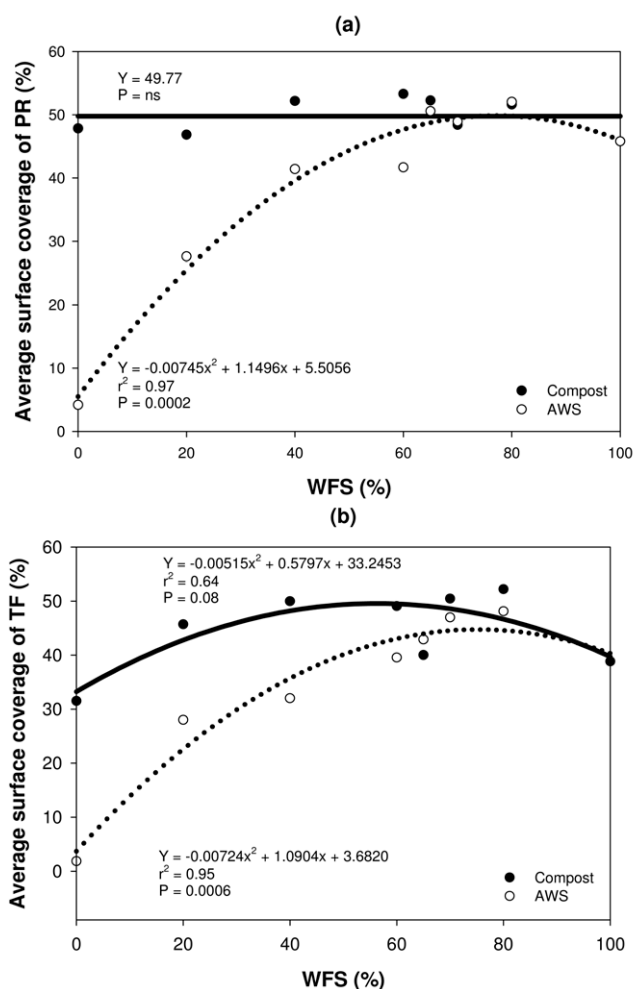 (a)
Average surface coverage of PR (%)
60
50
40
30
20
10
0
Y = 49.77
P = ns
Y = -0.00745x² + 1.1496x + 5.5056
r² = 0.97
P = 0.0002
Compost
AWS
0 20 40 60 80 100
WFS (%)
(b)
Average surface coverage of TF (%)
60
50
40
30
20
10
0
Y = -0.00515x² + 0.5797x + 33.2453
r² = 0.64
P = 0.08
Y = -0.00724x² + 1.0904x + 3.6820
r² = 0.95
P = 0.0006
Compost
AWS
0 20 40 60 80 100
WFS (%)